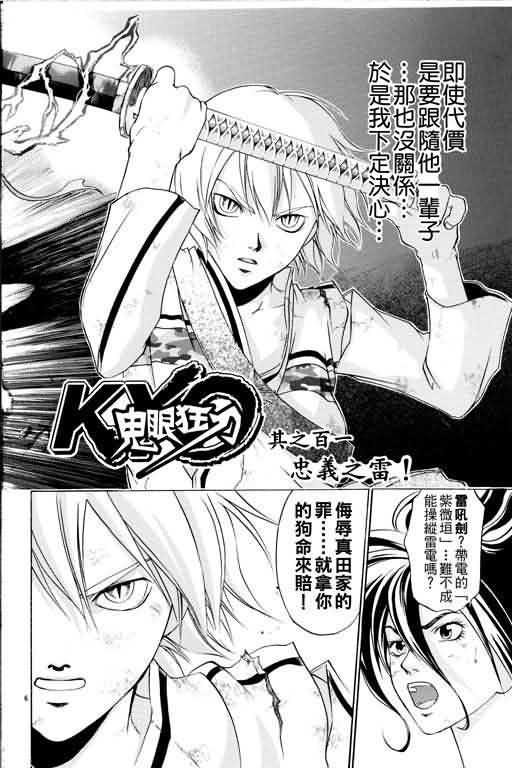 即使代價
是要跟隨他一輩子
…那也沒關係…
於是我下定決心…
KYO
鬼眼狂刀
其之百一
忠義之雷！
雷吼劍？帶電的「
紫微垣」…難不成
能操縱雷電嗎？
侮辱真田家的
罪……就拿你
的狗命來賠！